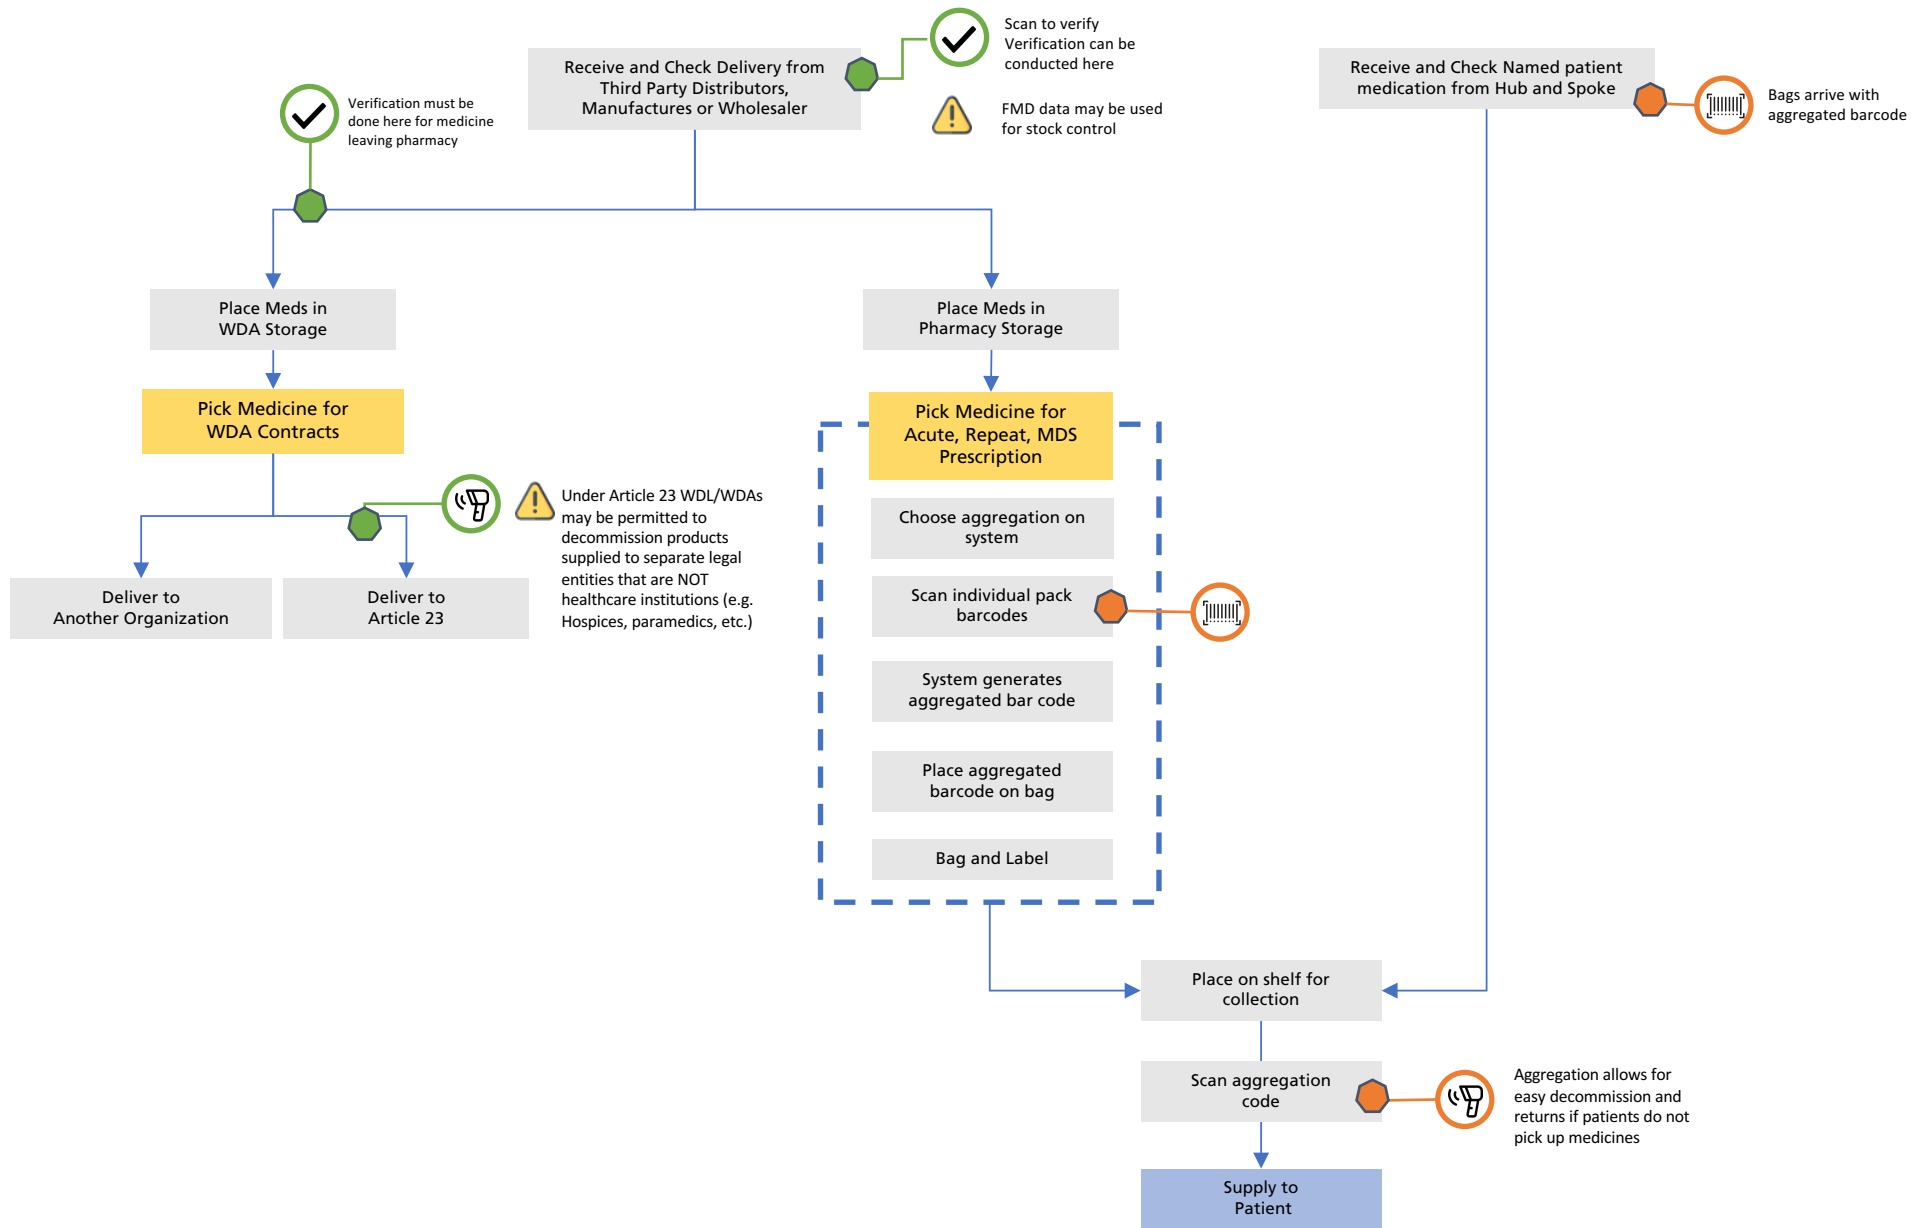 Receive and Check Delivery from
Third Party Distributors,
Manufactures or Wholesaler
Scan to verify
Verification can be
conducted here
FMD data may be used
for stock control
Receive and Check Named patient
medication from Hub and Spoke
Bags arrive with
aggregated barcode
Verification must be
done here for medicine
leaving pharmacy
Place Meds in
WDA Storage
Place Meds in
Pharmacy Storage
Pick Medicine for
WDA Contracts
Pick Medicine for
Acute, Repeat, MDS
Prescription
Under Article 23 WDL/WDAs
may be permitted to
decommission products
supplied to separate legal
entities that are NOT
healthcare institutions (e.g.
Hospices, paramedics, etc.)
Choose aggregation on
system
Deliver to
Another Organization
Deliver to
Article 23
Scan individual pack
barcodes
System generates
aggregated bar code
Place aggregated
barcode on bag
Bag and Label
Place on shelf for
collection
Scan aggregation
code
Aggregation allows for
easy decommission and
returns if patients do not
pick up medicines
Supply to
Patient